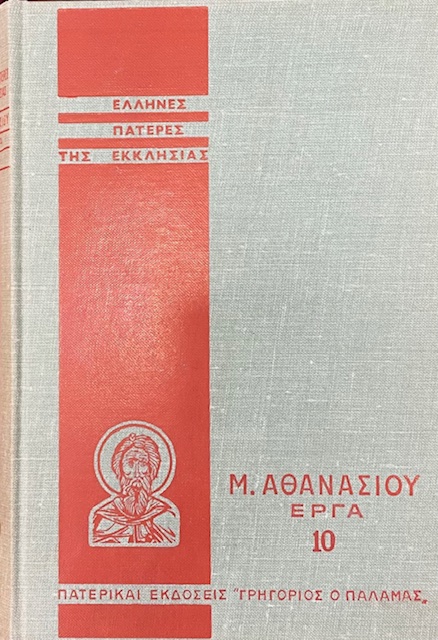 ΕΛΛΗΝΕΣ
ΠΑΤΕΡΕΣ
ΤΗΣ ΕΚΚΛΗΣΙΑΣ
Μ. ΑΘΑΝΑΣΙΟΥ
ΕΡΓΑ
10
ΠΑΤΕΡΙΚΑΙ ΕΚΔΟΣΕΙΣ "ΓΡΗΓΟΡΙΟΣ Ο ΠΑΛΑΜΑΣ„